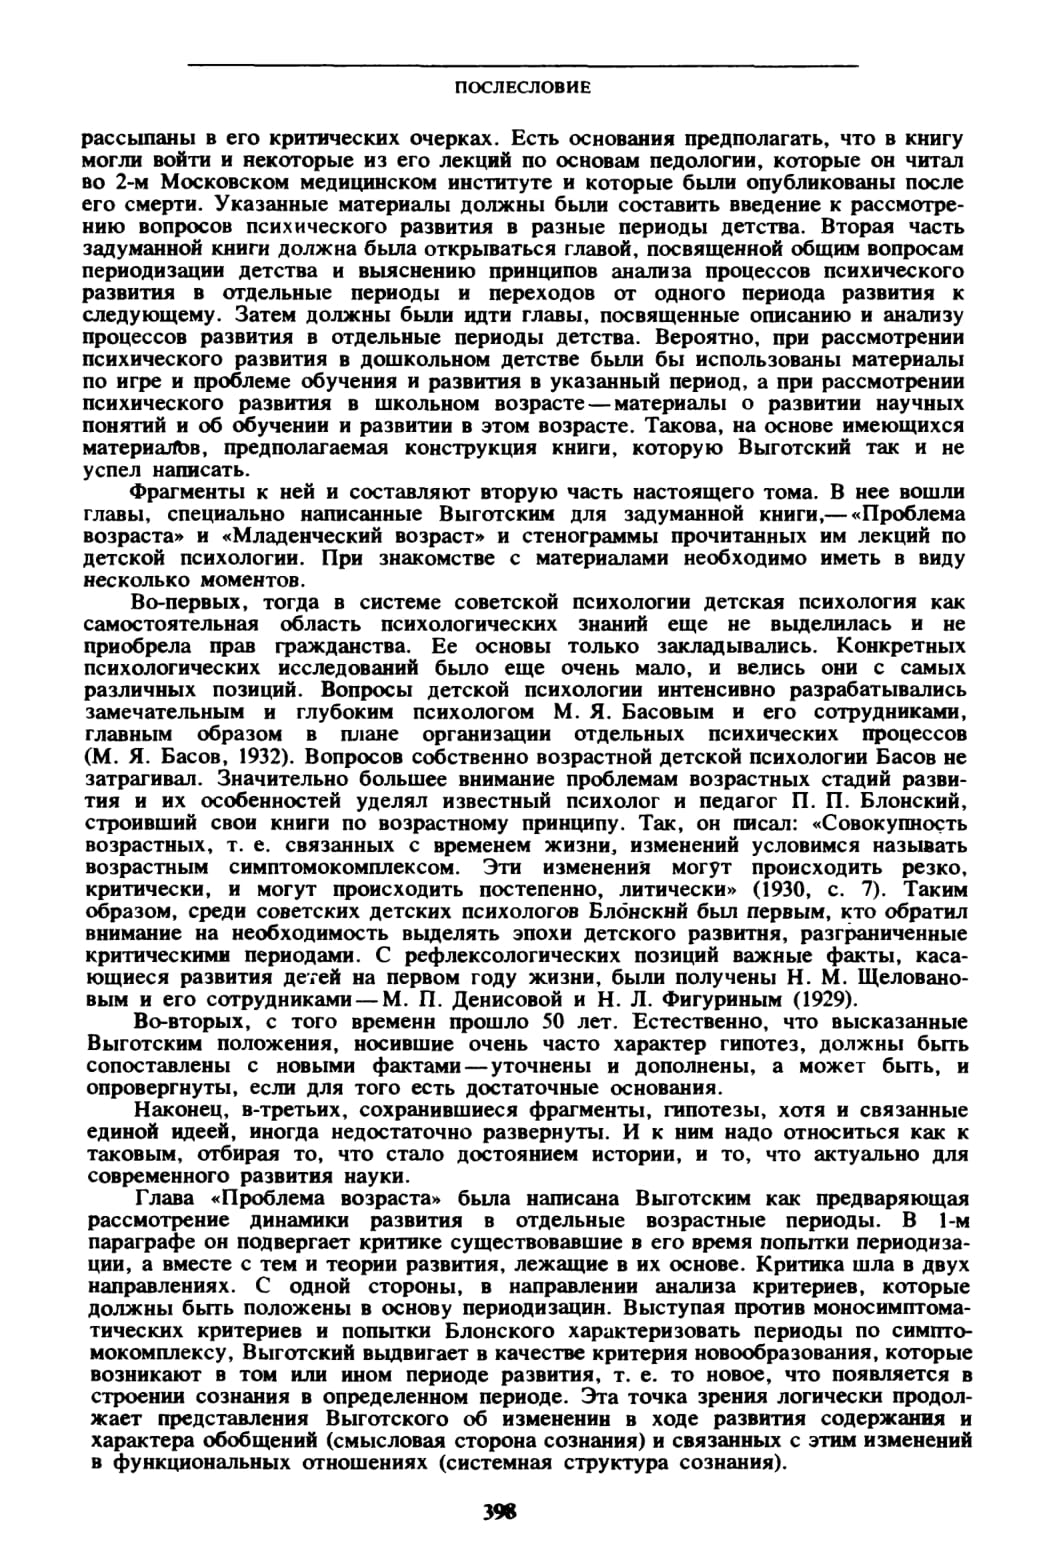 ПОСЛЕСЛОВИЕ
рассыпаны в его критических очерках. Есть основания предполагать, что в книгу
могли войти и некоторые из его лекций по основам педологии, которые он читал
во 2-м Московском медицинском институте и которые были опубликованы после
его смерти. Указанные материалы должны были составить введение к рассмотре-
нию вопросов психического развития в разные периоды детства. Вторая часть
задуманной книги должна была открываться главой, посвященной общим вопросам
периодизации детства и выяснению принципов анализа процессов психического
развития в отдельные периоды и переходов от одного периода развития к
следующему. Затем должны были идти главы, посвященные описанию и анализу
процессов развития в отдельные периоды детства. Вероятно, при рассмотрении
психического развития в дошкольном детстве были бы использованы материалы
по игре и проблеме обучения и развития в указанный период, а при рассмотрении
психического развития в школьном возрасте—материалы о развитии научных
понятий и об обучении и развитии в этом возрасте. Такова, на основе имеющихся
материалов, предполагаемая конструкция книги, которую Выготский так и не
успел написать.
Фрагменты к ней и составляют вторую часть настоящего тома. В нее вошли
главы, специально написанные Выготским для задуманной книги,—«Проблема
возраста» и «Младенческий возраст» и стенограммы прочитанных им лекций по
детской психологии. При знакомстве с материалами необходимо иметь в виду
несколько моментов.
Во-первых, тогда в системе советской психологии детская психология как
самостоятельная область психологических знаний еще не выделилась и не
приобрела прав гражданства. Ее основы только закладывались. Конкретных
психологических исследований было еще очень мало, и велись они с самых
различных позиций. Вопросы детской психологии интенсивно разрабатывались
замечательным и глубоким психологом М. Я. Басовым и его сотрудниками,
главным образом в плане организации отдельных психических процессов
(М. Я. Басов, 1932). Вопросов собственно возрастной детской психологии Басов не
затрагивал. Значительно большее внимание проблемам возрастных стадий разви-
тия и их особенностей уделял известный психолог и педагог П. П. Блонский,
строивший свои книги по возрастному принципу. Так, он писал: «Совокупность
возрастных, т. е. связанных с временем жизни, изменений условимся называть
возрастным симптомокомплексом. Эти изменения могут происходить резко,
критически, и могут происходить постепенно, литически» (1930, с. 7). Таким
образом, среди советских детских психологов Блонский был первым, кто обратил
внимание на необходимость выделять эпохи детского развития, разграниченные
критическими периодами. С рефлексологических позиций важные факты, каса-
ющиеся развития детей на первом году жизни, были получены Н. М. Щеловано-
вым и его сотрудниками—М. П. Денисовой и Н. Л. Фигуриным (1929).
Во-вторых, с того времени прошло 50 лет. Естественно, что высказанные
Выготским положения, носившие очень часто характер гипотез, должны быть
сопоставлены с новыми фактами—уточнены и дополнены, а может быть, и
опровергнуты, если для того есть достаточные основания.
Наконец, в-третьих, сохранившиеся фрагменты, гипотезы, хотя и связанные
единой идеей, иногда недостаточно развернуты. И к ним надо относиться как к
таковым, отбирая то, что стало достоянием истории, и то, что актуально для
современного развития науки.
Глава «Проблема возраста» была написана Выготским как предваряющая
рассмотрение динамики развития в отдельные возрастные периоды. В 1-м
параграфе он подвергает критике существовавшие в его время попытки периодиза-
ции, а вместе с тем и теории развития, лежащие в их основе. Критика шла в двух
направлениях. С одной стороны, в направлении анализа критериев, которые
должны быть положены в основу периодизации. Выступая против моносимптома-
тических критериев и попытки Блонского характеризовать периоды по симпто-
мокомплексу, Выготский выдвигает в качестве критерия новообразования, которые
возникают в том или ином периоде развития, т. е. то новое, что появляется в
строении сознания в определенном периоде. Эта точка зрения логически продол-
жает представления Выготского об изменении в ходе развития содержания и
характера обобщений (смысловая сторона сознания) и связанных с этим изменений
в функциональных отношениях (системная структура сознания).